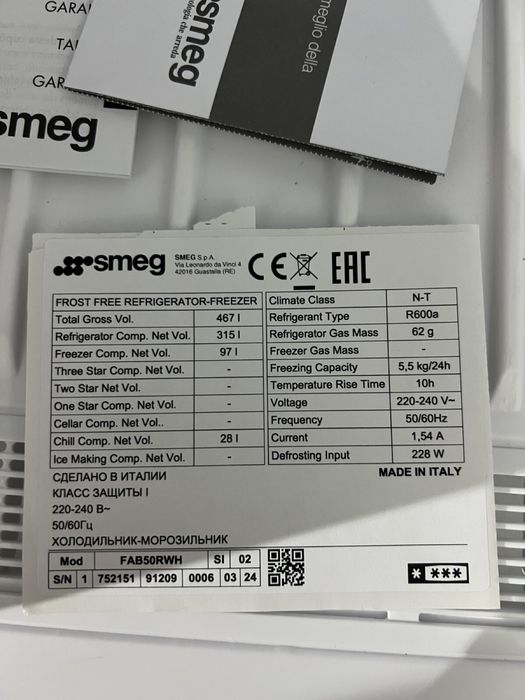 GARA
TA
GAR
smeg
smeg
tecnologia che arreda
meglio della
smeg
SMEG S.p.A.
Via Leonardo da Vinci 4
42016 Guastalla (RE)
CE
EAC
FROST FREE REFRIGERATOR-FREEZER
Total Gross Vol. 467 l
Refrigerator Comp. Net Vol. 315 l
Freezer Comp. Net Vol. 97 l
Three Star Comp. Net Vol. -
Two Star Net Vol. -
One Star Comp. Net Vol. -
Cellar Comp. Net Vol.. -
Chill Comp. Net Vol. 28 l
Ice Making Comp. Net Vol. -
Climate Class N-T
Refrigerant Type R600a
Refrigerator Gas Mass 62 g
Freezer Gas Mass -
Freezing Capacity 5,5 kg/24h
Temperature Rise Time 10h
Voltage 220-240 V~
Frequency 50/60Hz
Current 1,54 A
Defrosting Input 228 W
СДЕЛАНО В ИТАЛИИ
MADE IN ITALY
КЛАСС ЗАЩИТЫ I
220-240 В~
50/60Гц
ХОЛОДИЛЬНИК-МОРОЗИЛЬНИК
Mod FAB50RWH SI 02
S/N 1 752151 91209 0006 03 24
* ***